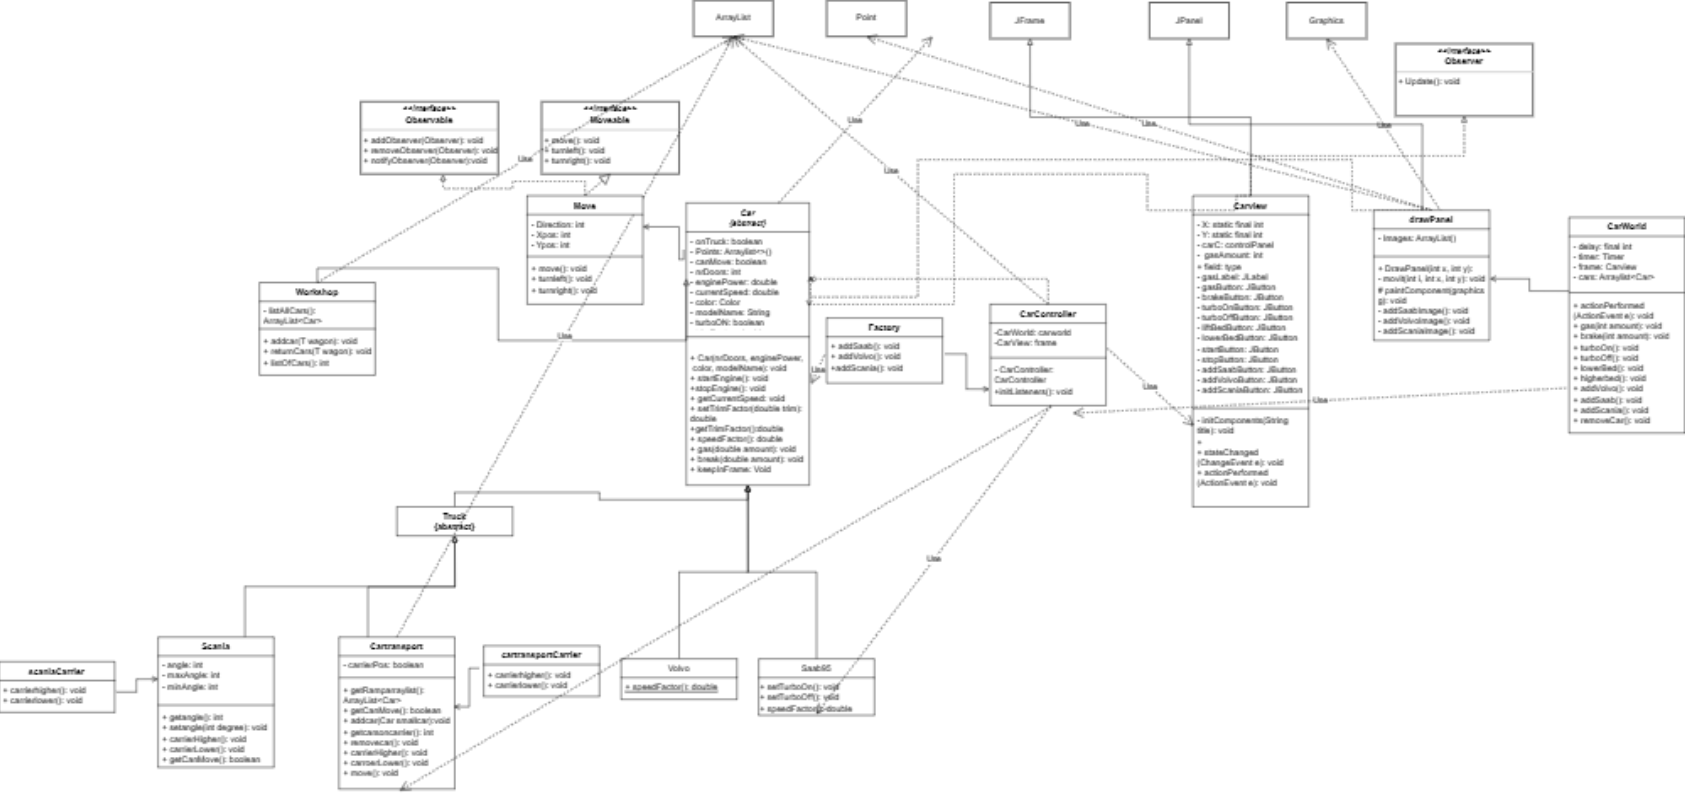 ArrayList
Point
JFrame
JPanel
Graphics
<<Interface>>
Observer
+ Update(): void
<<Interface>>
Observable
+ addObserver(Observer): void
+ removeObserver(Observer): void
+ notifyObserver(Observer):void
<<Interface>>
Moveable
+ move(): void
+ turnleft(): void
+ turnright(): void
Use
Use
Use
Use
Use
Use
Move
- Direction: int
- Xpos: int
- Ypos: int
+ move(): void
+ turnleft(): void
+ turnright(): void
Car
{abstract}
- onTruck: boolean
- Points: Arraylist<>()
- canMove: boolean
- nrDoors: int
- enginePower: double
- currentSpeed: double
- color: Color
- modelName: String
- turboON: boolean
+ Car(nrDoors, enginePower,
color, modelName): void
+ startEngine(): void
+stopEngine(): void
+ getCurrentSpeed: void
+ setTrimFactor(double trim):
double
+getTrimFactor():double
+ speedFactor(): double
+ gas(double amount): void
+ break(double amount): void
+ keepinFrame: Void
Workshop
- listAllCars():
ArrayList<Car>
+ addcar(T wagon): void
+ returnCars(T wagon): void
+ listOfCars(): int
Use
Factory
+ addSaab(): void
+ addVolvo(): void
+addScania(): void
Use
CarController
-CarWorld: carworld
-CarView: frame
- CarController:
CarController
+initListeners(): void
Use
Carview
- X: static final int
- Y: static final int
- carC: controlPanel
- gasAmount: int
+ field: type
- gasLabel: JLabel
- gasButton: JButton
- brakeButton: JButton
- turboOnButton: JButton
- turboOffButton: JButton
- liftBedButton: JButton
- lowerBedButton: JButton
- startButton: JButton
- stopButton: JButton
- addSaabButton: JButton
- addVolvoButton: JButton
- addScaniaButton: JButton
- initComponents(String
title): void
+
+ stateChanged
(ChangeEvent e): void
+ actionPerformed
(ActionEvent e): void
drawPanel
- Images: ArrayList()
+ DrawPanel(int x, int y):
- movit(int i, int x, int y): void
# paintComponent(graphics
g): void
- addSaabImage(): void
- addVolvoImage(): void
- addScaniaImage(): void
CarWorld
- delay: final int
- timer: Timer
- frame: Carview
- cars: Arraylist<Car>
+ actionPerformed
(ActionEvent e): void
+ gas(int amount): void
+ brake(int amount): void
+ turboOn(): void
+ turboOff(): void
+ lowerBed(): void
+ higherbed(): void
+ addVolvo(): void
+ addSaab(): void
+ addScania(): void
+ removeCar(): void
Use
Truck
{abstract}
Use
scaniaCarrier
+ carrierhigher(): void
+ carrierlower(): void
Scania
- angle: int
- maxAngle: int
- minAngle: int
+ getangle(): int
+ setangle(int degree): void
+ carrierHigher(): void
+ carrierLower(): void
+ getCanMove(): boolean
Cartransport
- carrierPos: boolean
+ getRamparraylist():
ArrayList<Car>
+ getCanMove(): boolean
+ addcar(Car smallcar):void
+ getcarsoncarrier(): int
+ removecar(): void
+ carrierHigher(): void
+ carrierLower(): void
+ move(): void
cartransportCarrier
+ carrierhigher(): void
+ carrierlower(): void
Volvo
+ speedFactor(): double
Saab95
+ setTurboOn(): void
+ setTurboOff(): void
+ speedFactor(): double